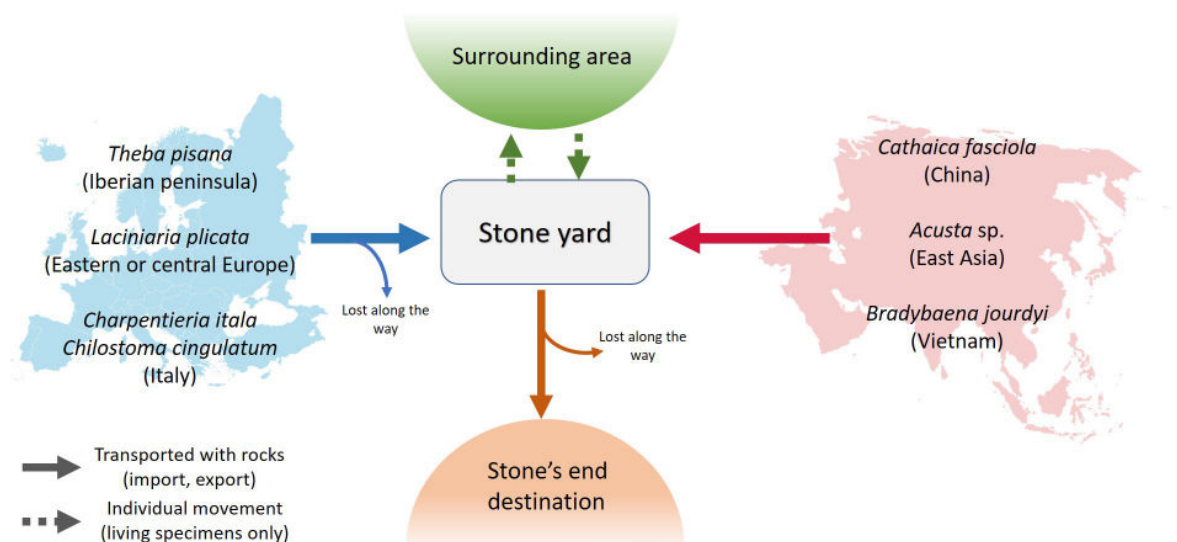 Surrounding area
Theba pisana
(Iberian peninsula)
Laciniaria plicata
(Eastern or central Europe)
Charpentieria itala
Chilostoma cingulatum
(Italy)
Stone yard
Cathaica fasciola
(China)
Acusta sp.
(East Asia)
Bradybaena jourdyi
(Vietnam)
Lost along the
way
Lost along the
way
Stone's end
destination
Transported with rocks
(import, export)
Individual movement
(living specimens only)